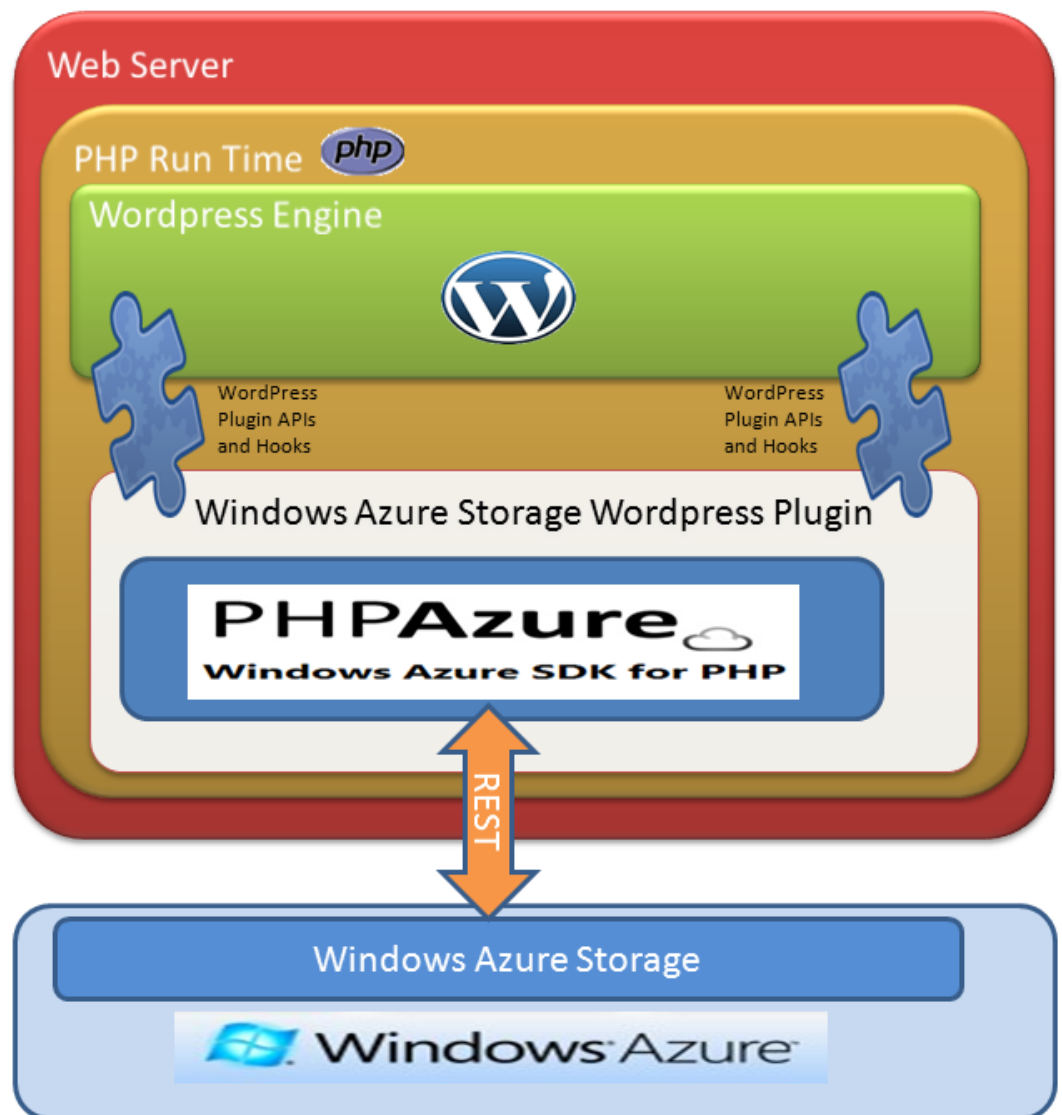 Web Server
PHP Run Time php
Wordpress Engine
W
WordPress
Plugin APIs
and Hooks
WordPress
Plugin APIs
and Hooks
Windows Azure Storage Wordpress Plugin
PHPAzure
Windows Azure SDK for PHP
REST
Windows Azure Storage
Windows Azure™